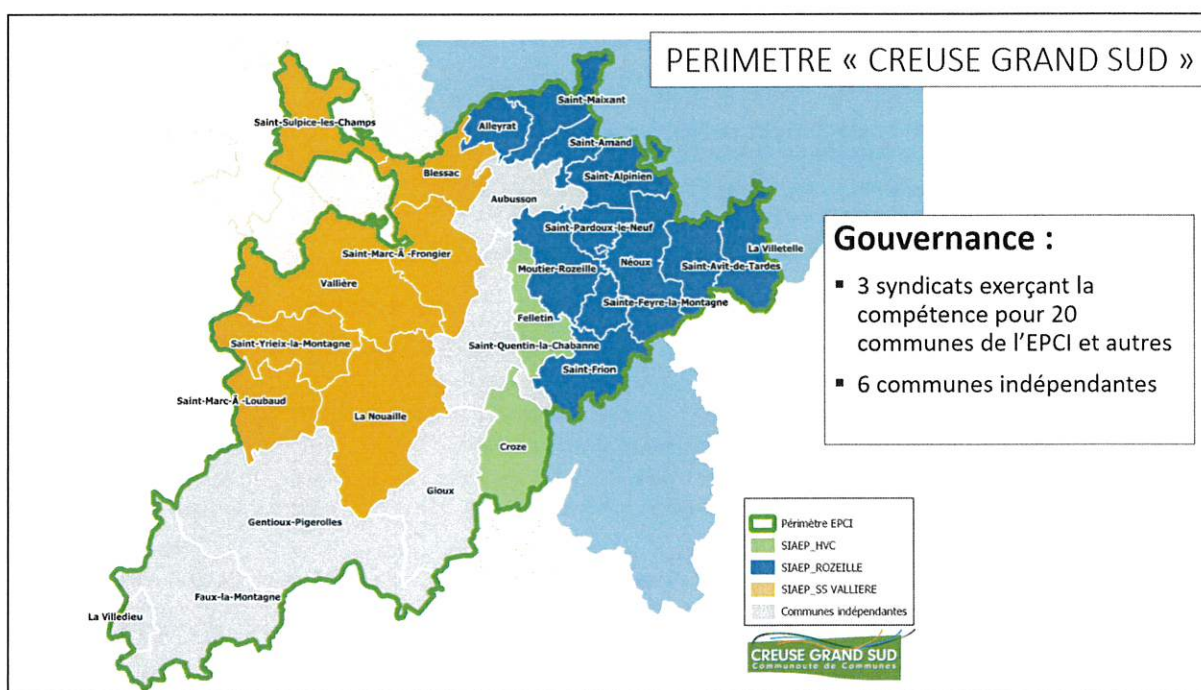 PERIMETRE « CREUSE GRAND SUD »
Saint-Maixant
Saint-Sulpice-les-Champs
Alleyrat
Saint-Amand
Blessac
Saint-Alpinien
Aubusson
Saint-Pardoux-le-Neuf
La Villetelle
Saint-Marc-Â -Frongier
Néoux
Saint-Avit-de-Tardes
Moutier-Rozeille
Vallière
Sainte-Feyre-la-Montagne
Felletin
Saint-Yrieix-la-Montagne
Saint-Quentin-la-Chabanne
Saint-Frion
Saint-Marc-Â -Loubaud
La Nouaille
Croze
Gioux
Gentioux-Pigerolles
Faux-la-Montagne
La Villedieu
Gouvernance :
▪ 3 syndicats exerçant la
compétence pour 20
communes de l’EPCI et autres
▪ 6 communes indépendantes
Périmètre EPCI
SIAEP_HVC
SIAEP_ROZEILLE
SIAEP_SS VALLIERE
Communes indépendantes
CREUSE GRAND SUD
Communauté de Communes